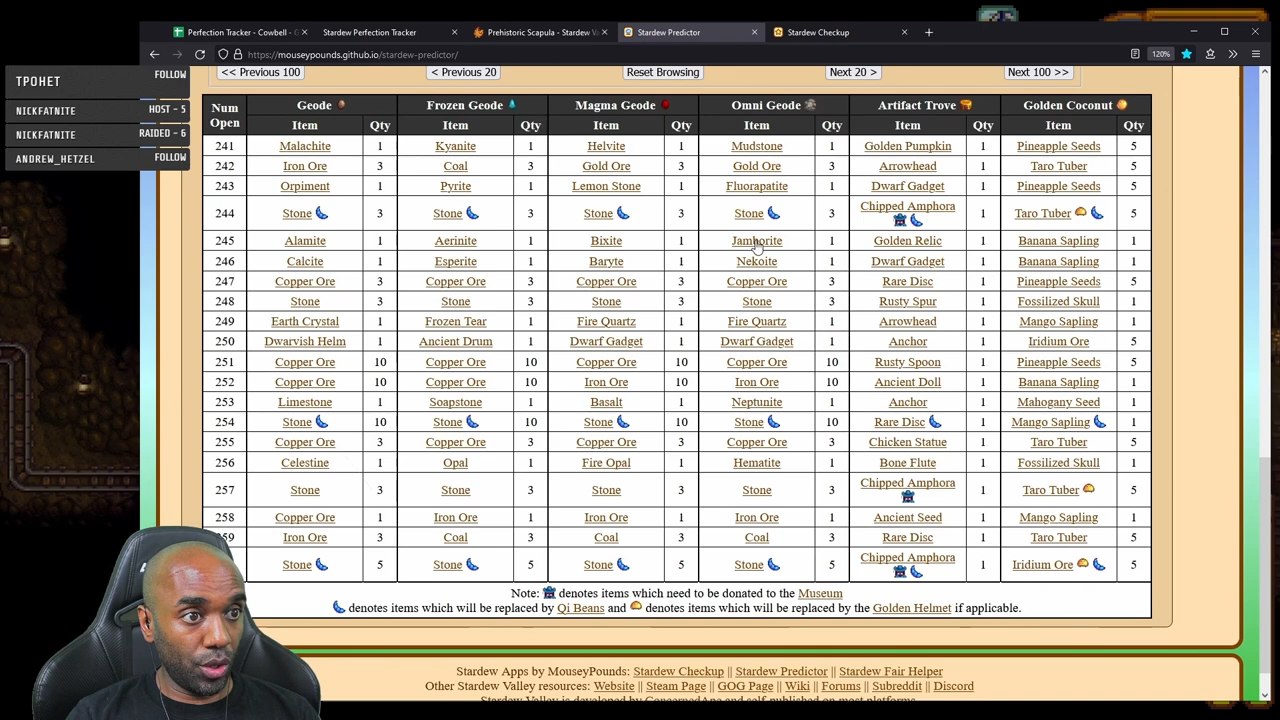 Perfection Tracker - Cowbell - G
Stardew Perfection Tracker
Prehistoric Scapula - Stardew Va
Stardew Predictor
Stardew Checkup
https://mouseypounds.github.io/stardew-predictor/
120%
TPOHET FOLLOW
NICKFATNITE HOST - 5
NICKFATNITE RAIDED - 6
ANDREW_HETZEL FOLLOW
<< Previous 100 < Previous 20 Reset Browsing Next 20 > Next 100 >>
Num Open Geode Frozen Geode Magma Geode Omni Geode Artifact Trove Golden Coconut
Item Qty Item Qty Item Qty Item Qty Item Qty Item Qty
241 Malachite 1 Kyanite 1 Helvite 1 Mudstone 1 Golden Pumpkin 1 Pineapple Seeds 5
242 Iron Ore 3 Coal 3 Gold Ore 3 Gold Ore 3 Arrowhead 1 Taro Tuber 5
243 Orpiment 1 Pyrite 1 Lemon Stone 1 Fluorapatite 1 Dwarf Gadget 1 Pineapple Seeds 5
244 Stone 3 Stone 3 Stone 3 Stone 3 Chipped Amphora 1 Taro Tuber 5
245 Alamite 1 Aerinite 1 Bixite 1 Jamborite 1 Golden Relic 1 Banana Sapling 1
246 Calcite 1 Esperite 1 Baryte 1 Nekoite 1 Dwarf Gadget 1 Banana Sapling 1
247 Copper Ore 3 Copper Ore 3 Copper Ore 3 Copper Ore 3 Rare Disc 1 Pineapple Seeds 5
248 Stone 3 Stone 3 Stone 3 Stone 3 Rusty Spur 1 Fossilized Skull 1
249 Earth Crystal 1 Frozen Tear 1 Fire Quartz 1 Fire Quartz 1 Arrowhead 1 Mango Sapling 1
250 Dwarvish Helm 1 Ancient Drum 1 Dwarf Gadget 1 Dwarf Gadget 1 Anchor 1 Iridium Ore 5
251 Copper Ore 10 Copper Ore 10 Copper Ore 10 Copper Ore 10 Rusty Spoon 1 Pineapple Seeds 5
252 Copper Ore 10 Copper Ore 10 Iron Ore 10 Iron Ore 10 Ancient Doll 1 Banana Sapling 1
253 Limestone 1 Soapstone 1 Basalt 1 Neptunite 1 Anchor 1 Mahogany Seed 1
254 Stone 10 Stone 10 Stone 10 Stone 10 Rare Disc 1 Mango Sapling 1
255 Copper Ore 3 Copper Ore 3 Copper Ore 3 Copper Ore 3 Chicken Statue 1 Taro Tuber 5
256 Celestine 1 Opal 1 Fire Opal 1 Hematite 1 Bone Flute 1 Fossilized Skull 1
257 Stone 3 Stone 3 Stone 3 Stone 3 Chipped Amphora 1 Taro Tuber 5
258 Copper Ore 1 Iron Ore 1 Iron Ore 1 Iron Ore 1 Ancient Seed 1 Mango Sapling 1
59 Iron Ore 3 Coal 3 Coal 3 Coal 3 Rare Disc 1 Taro Tuber 5
Stone 5 Stone 5 Stone 5 Stone 5 Chipped Amphora 1 Iridium Ore 5
Note: denotes items which need to be donated to the Museum
denotes items which will be replaced by Qi Beans and denotes items which will be replaced by the Golden Helmet if applicable.
Stardew Apps by MouseyPounds: Stardew Checkup || Stardew Predictor || Stardew Fair Helper
Other Stardew Valley resources: Website || Steam Page || GOG Page || Wiki || Forums || Subreddit || Discord
Stardew Valley is developed by ConcernedApe and self-published on most platforms